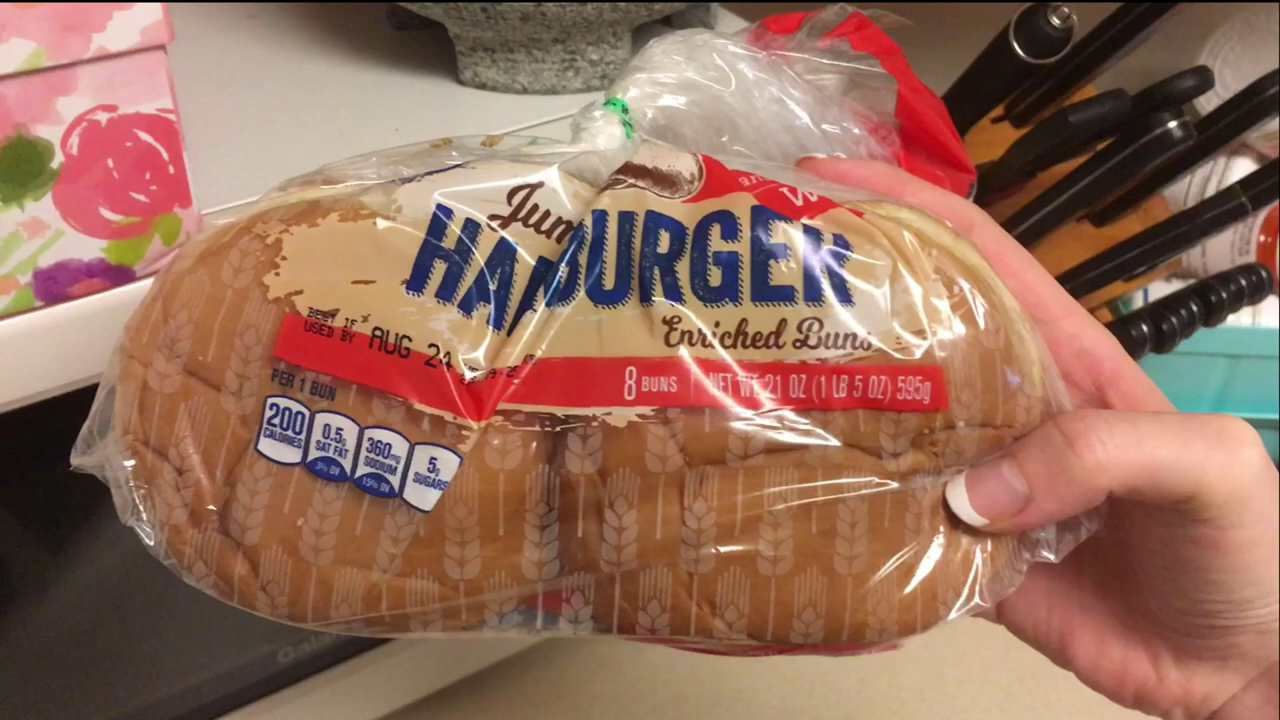 Jum
HAMBURGER
Enriched Buns
BEST IF
USED BY AUG 24
8 BUNS NET WT 21 OZ (1 LB 5 OZ) 595g
PER 1 BUN
200 CALORIES
0.5g SAT FAT 3% DV
360mg SODIUM 15% DV
5g SUGARS